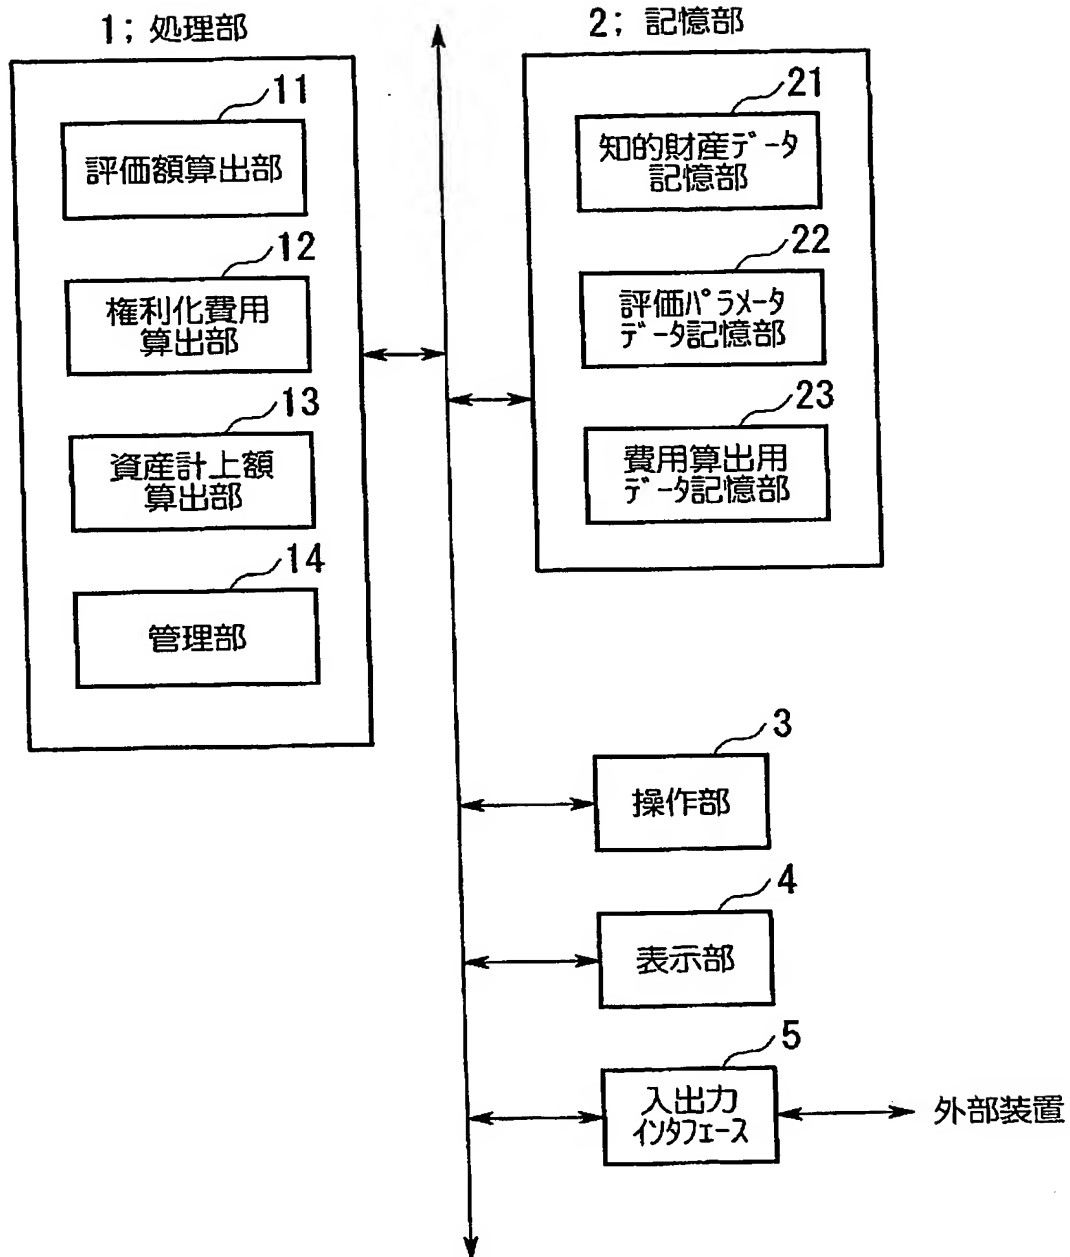 1; 処理部
11
評価額算出部
12
権利化費用
算出部
13
資産計上額
算出部
14
管理部
2; 記憶部
21
知的財産ﾃﾞｰﾀ
記憶部
22
評価ﾊﾟﾗﾒｰﾀ
ﾃﾞｰﾀ記憶部
23
費用算出用
ﾃﾞｰﾀ記憶部
3
操作部
4
表示部
5
入出力
ｲﾝﾀﾌｪｰｽ
外部装置